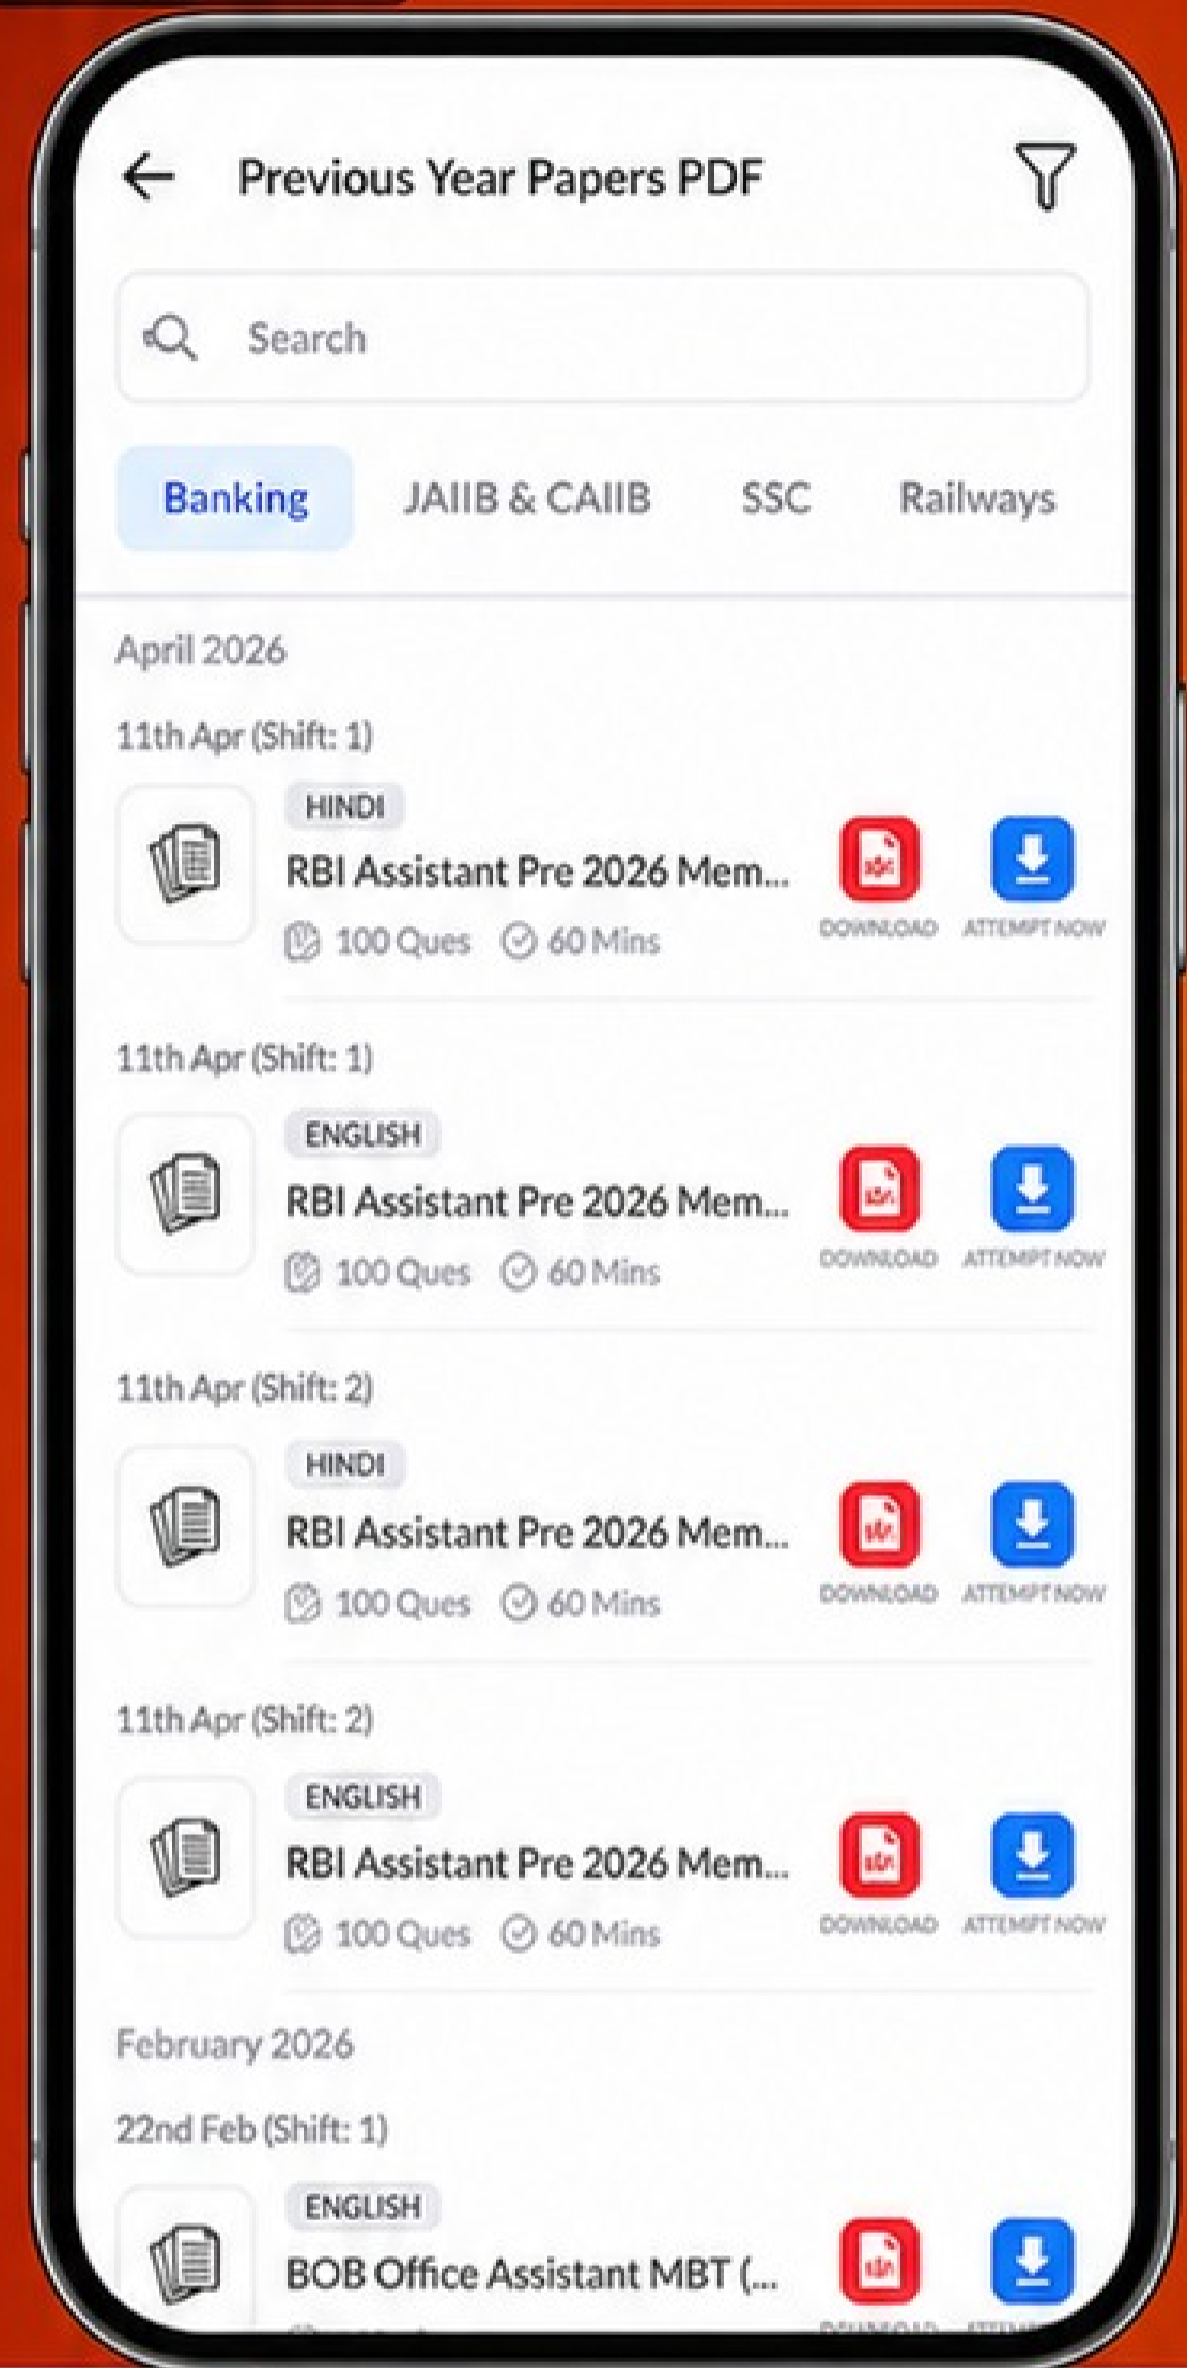 Previous Year Papers PDF
Search
Banking JAIIB & CAIIB SSC Railways
April 2026
11th Apr (Shift: 1)
HINDI
RBI Assistant Pre 2026 Mem...
100 Ques 60 Mins
DOWNLOAD ATTEMPT NOW
11th Apr (Shift: 1)
ENGLISH
RBI Assistant Pre 2026 Mem...
100 Ques 60 Mins
DOWNLOAD ATTEMPT NOW
11th Apr (Shift: 2)
HINDI
RBI Assistant Pre 2026 Mem...
100 Ques 60 Mins
DOWNLOAD ATTEMPT NOW
11th Apr (Shift: 2)
ENGLISH
RBI Assistant Pre 2026 Mem...
100 Ques 60 Mins
DOWNLOAD ATTEMPT NOW
February 2026
22nd Feb (Shift: 1)
ENGLISH
BOB Office Assistant MBT (...